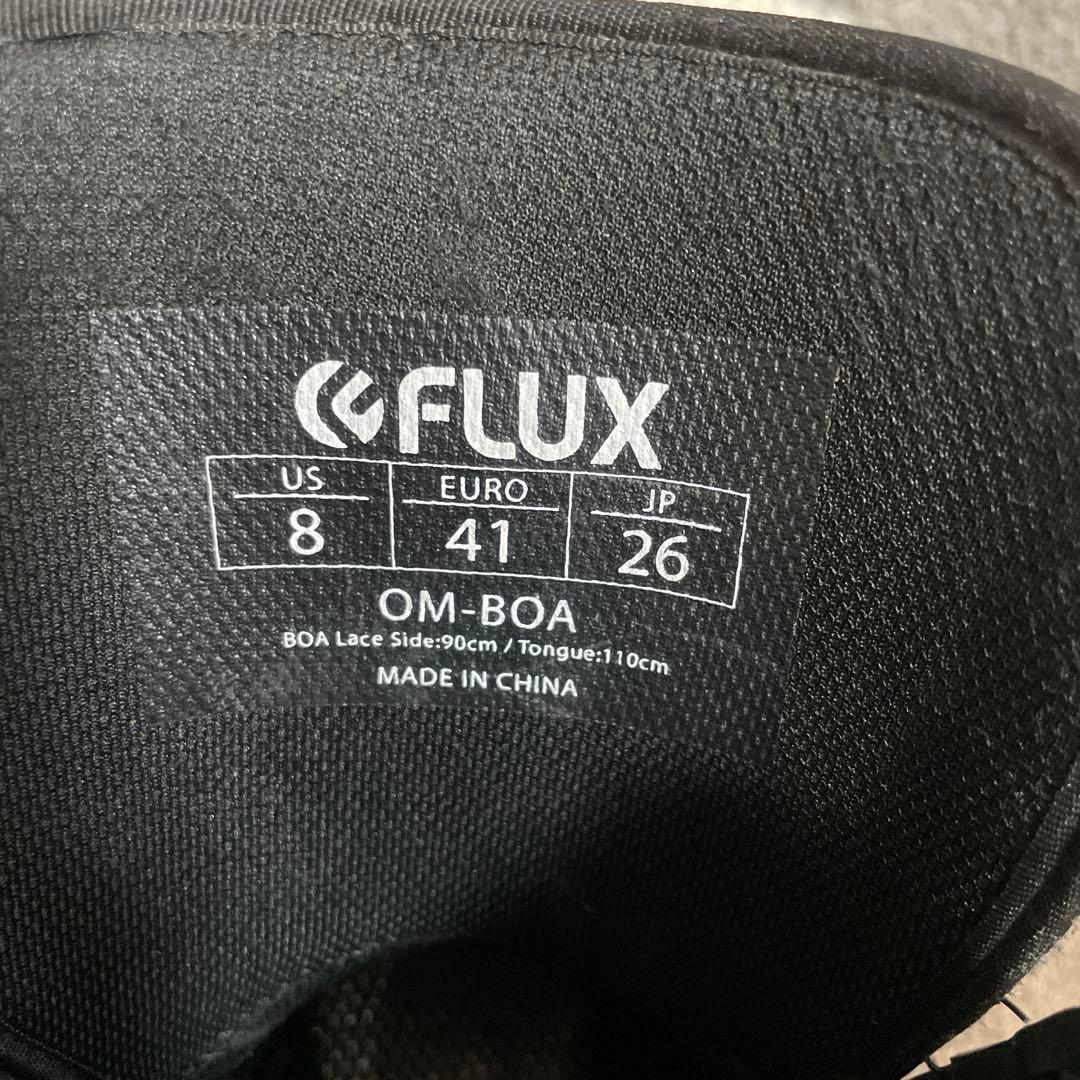 FLUX
US EURO JP
8 41 26
OM-BOA
BOA Lace Side:90cm / Tongue:110cm
MADE IN CHINA